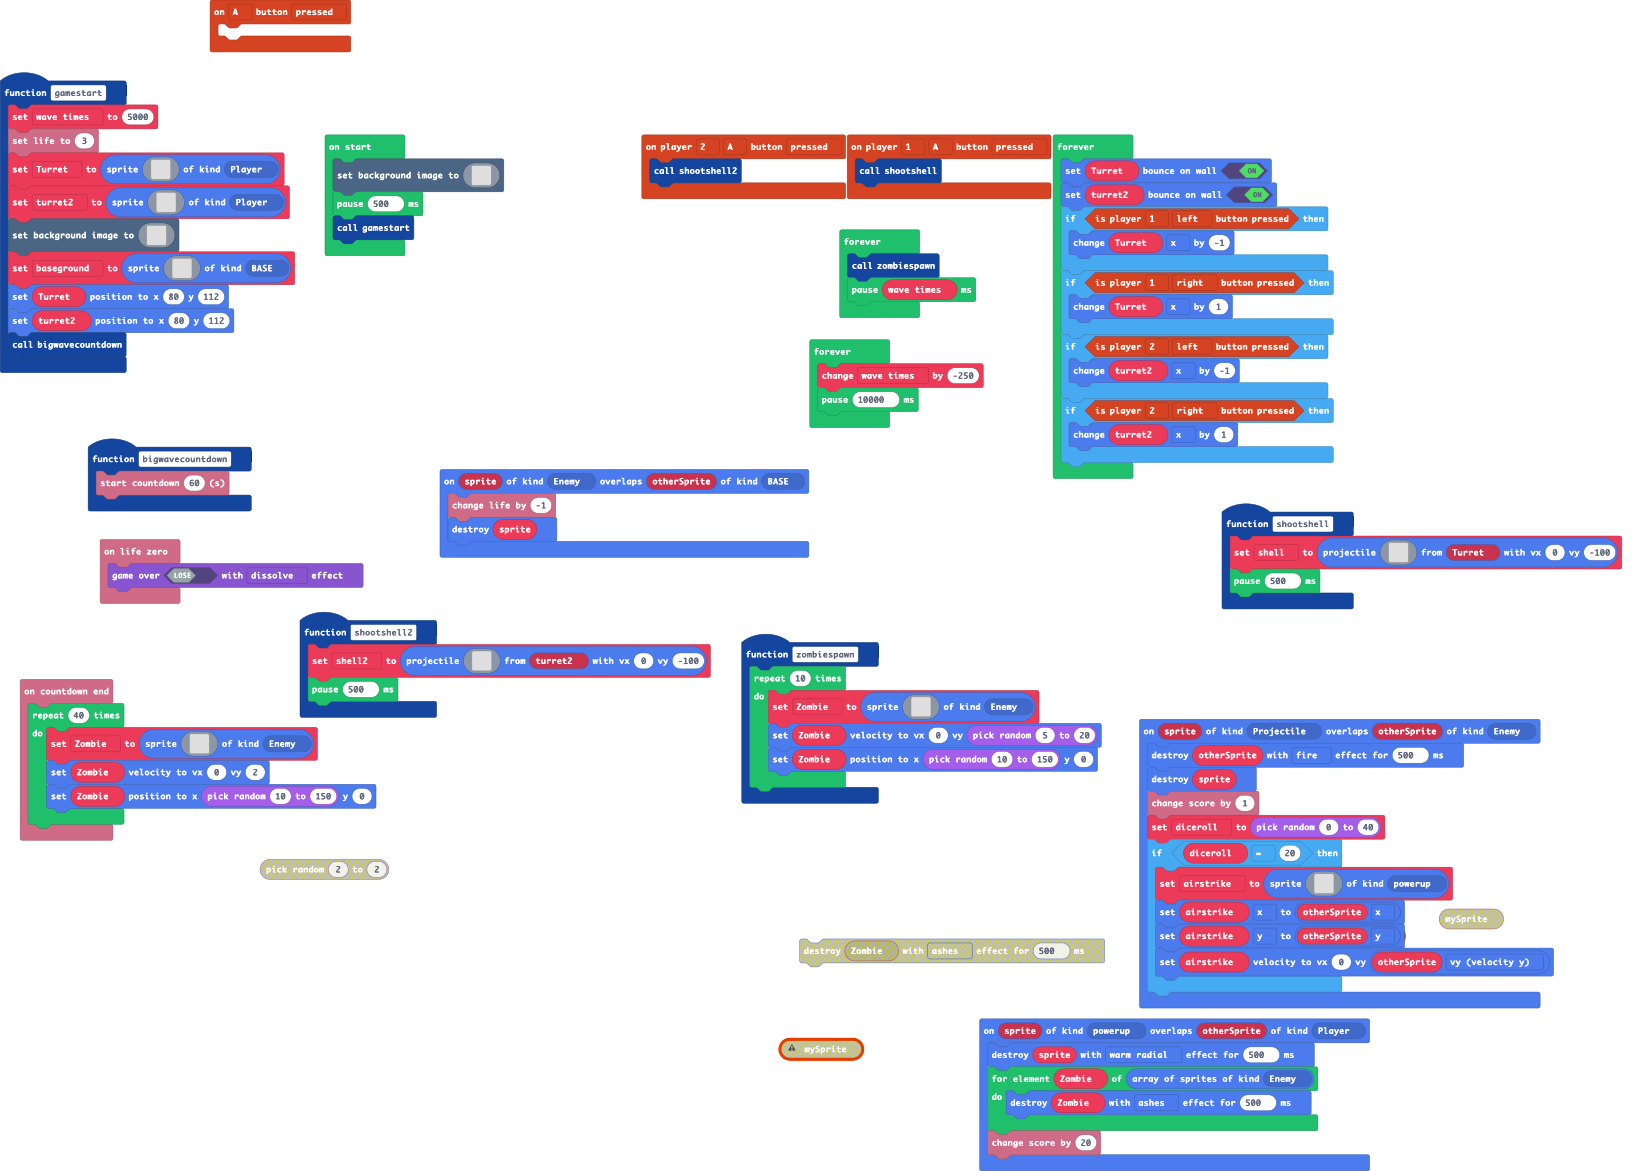 on A button pressed
function gamestart
set wave times to 5000
set life to 3
set Turret to sprite of kind Player
set turret2 to sprite of kind Player
set background image to
set baseground to sprite of kind BASE
set Turret position to x 80 y 112
set turret2 position to x 80 y 112
call bigwavecountdown
on start
set background image to
pause 500 ms
call gamestart
on player 2 A button pressed
call shootshell2
on player 1 A button pressed
call shootshell
forever
call zombiespawn
pause wave times ms
forever
change wave times by -250
pause 10000 ms
forever
set Turret bounce on wall ON
set turret2 bounce on wall ON
if is player 1 left button pressed then
change Turret x by -1
if is player 1 right button pressed then
change Turret x by 1
if is player 2 left button pressed then
change turret2 x by -1
if is player 2 right button pressed then
change turret2 x by 1
function bigwavecountdown
start countdown 60 (s)
on sprite of kind Enemy overlaps otherSprite of kind BASE
change life by -1
destroy sprite
on life zero
game over LOSE with dissolve effect
function shootshell
set shell to projectile from Turret with vx 0 vy -100
pause 500 ms
function shootshell2
set shell2 to projectile from turret2 with vx 0 vy -100
pause 500 ms
function zombiespawn
repeat 10 times
do
set Zombie to sprite of kind Enemy
set Zombie velocity to vx 0 vy pick random 5 to 20
set Zombie position to x pick random 10 to 150 y 0
on countdown end
repeat 40 times
do
set Zombie to sprite of kind Enemy
set Zombie velocity to vx 0 vy 2
set Zombie position to x pick random 10 to 150 y 0
pick random 2 to 2
on sprite of kind Projectile overlaps otherSprite of kind Enemy
destroy otherSprite with fire effect for 500 ms
destroy sprite
change score by 1
set diceroll to pick random 0 to 40
if diceroll = 20 then
set airstrike to sprite of kind powerup
set airstrike x to otherSprite x
set airstrike y to otherSprite y
set airstrike velocity to vx 0 vy otherSprite vy (velocity y)
mySprite
destroy Zombie with ashes effect for 500 ms
mySprite
on sprite of kind powerup overlaps otherSprite of kind Player
destroy sprite with warm radial effect for 500 ms
for element Zombie of array of sprites of kind Enemy
do
destroy Zombie with ashes effect for 500 ms
change score by 20